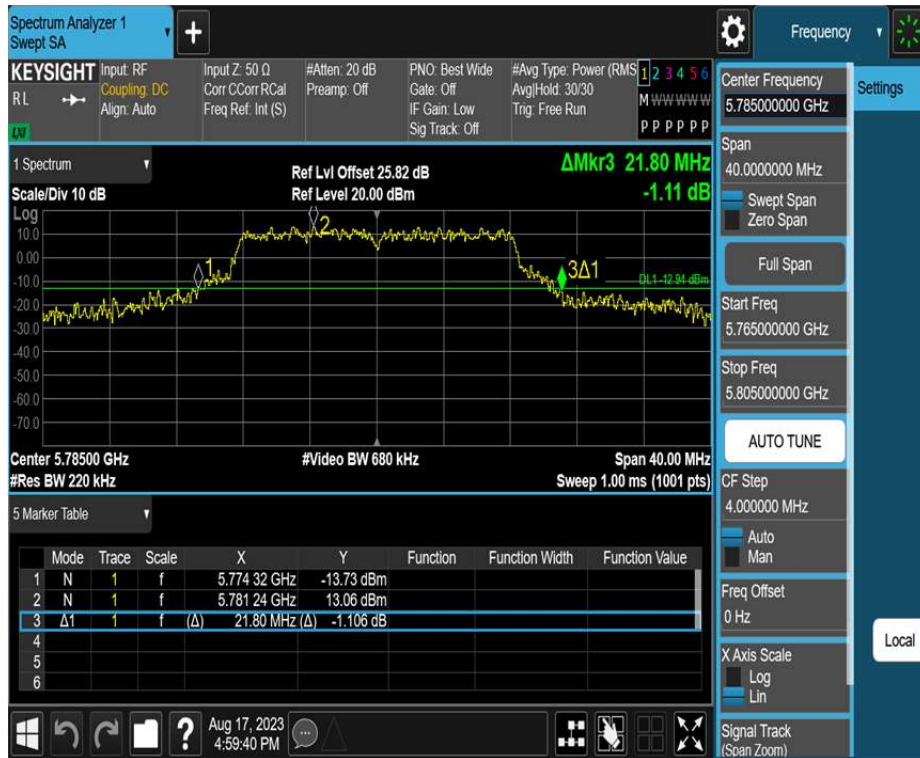 Spectrum Analyzer 1
Swept SA
+
Frequency
KEYSIGHT
RL
LXI
Input: RF
Coupling: DC
Align: Auto
Input Z: 50 Ω
Corr CCorr RCal
Freq Ref: Int (S)
#Atten: 20 dB
Preamp: Off
PNO: Best Wide
Gate: Off
IF Gain: Low
Sig Track: Off
#Avg Type: Power (RMS
Avg|Hold: 30/30
Trig: Free Run
1 2 3 4 5 6
M W W W W W
P P P P P P
1 Spectrum
Scale/Div 10 dB
Ref Lvl Offset 25.82 dB
Ref Level 20.00 dBm
ΔMkr3 21.80 MHz
-1.11 dB
Log
10.0
0.00
-10.0
-20.0
-30.0
-40.0
-50.0
-60.0
-70.0
1
2
3Δ1
DL1 -12.94 dBm
Center 5.78500 GHz
#Res BW 220 kHz
#Video BW 680 kHz
Span 40.00 MHz
Sweep 1.00 ms (1001 pts)
5 Marker Table
Mode Trace Scale X Y Function Function Width Function Value
1 N 1 f 5.774 32 GHz -13.73 dBm
2 N 1 f 5.781 24 GHz 13.06 dBm
3 Δ1 1 f (Δ) 21.80 MHz (Δ) -1.106 dB
4
5
6
?
Aug 17, 2023
4:59:40 PM
Center Frequency
5.785000000 GHz
Settings
Span
40.0000000 MHz
Swept Span
Zero Span
Full Span
Start Freq
5.765000000 GHz
Stop Freq
5.805000000 GHz
AUTO TUNE
CF Step
4.000000 MHz
Auto
Man
Freq Offset
0 Hz
Local
X Axis Scale
Log
Lin
Signal Track
(Span Zoom)